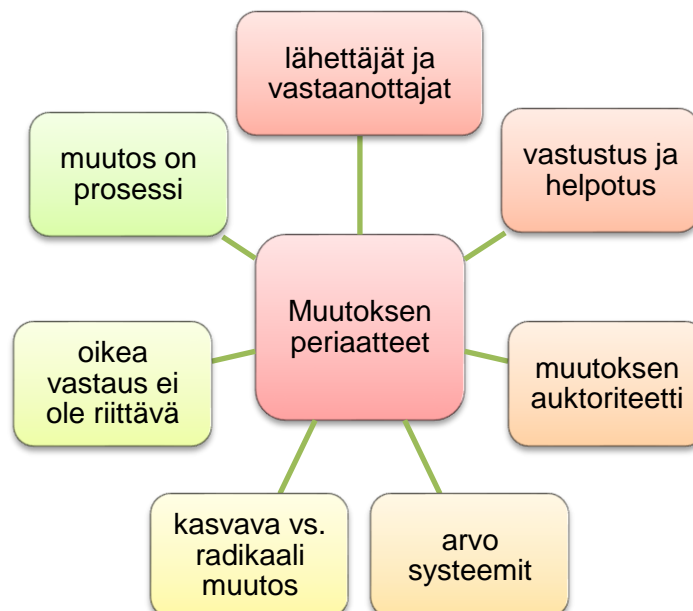 lähettäjät ja
vastaanottajat
muutos on
prosessi
vastustus ja
helpotus
Muutoksen
periaatteet
oikea
vastaus ei
ole riittävä
muutoksen
auktoriteetti
kasvava vs.
radikaali
muutos
arvo
systeemit